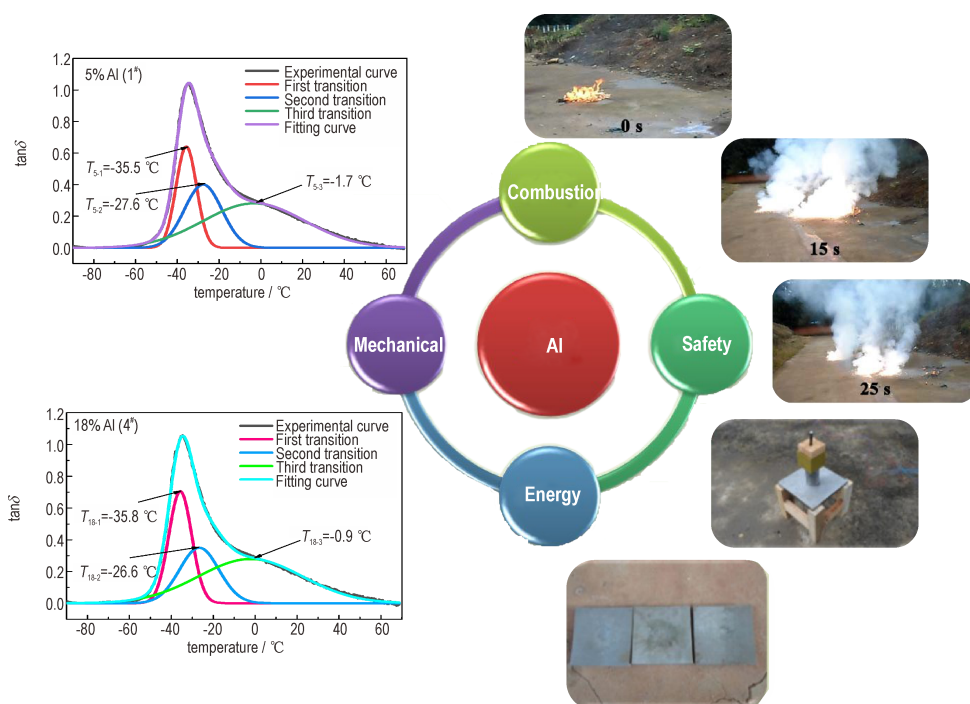 5% Al (1#)
Experimental curve
First transition
Second transition
Third transition
Fitting curve
T5-1=-35.5 ℃
T5-2=-27.6 ℃
T5-3=-1.7 ℃
tanδ
1.2
1.0
0.8
0.6
0.4
0.2
0.0
-80 -60 -40 -20 0 20 40 60
temperature / ℃
0 s
15 s
25 s
Combustion
Mechanical
Al
Safety
Energy
18% Al (4#)
Experimental curve
First transition
Second transition
Third transition
Fitting curve
T18-1=-35.8 ℃
T18-2=-26.6 ℃
T18-3=-0.9 ℃
tanδ
1.2
1.0
0.8
0.6
0.4
0.2
0.0
-80 -60 -40 -20 0 20 40 60
temperature / ℃